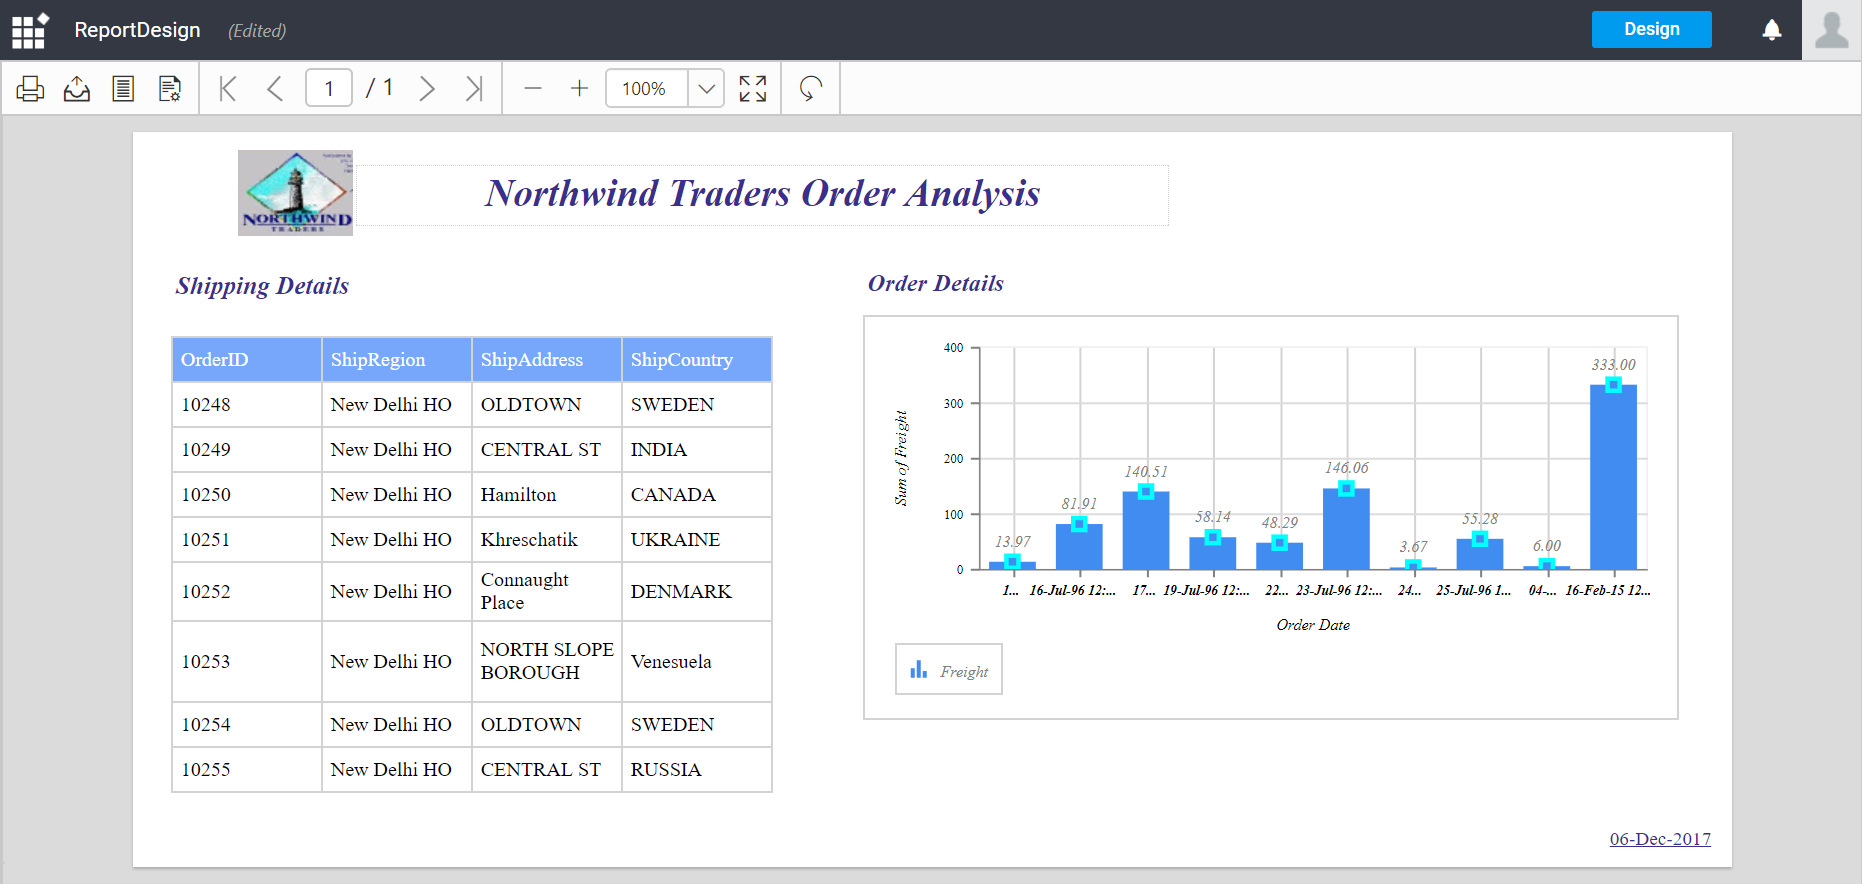 ReportDesign (Edited) Design
1 / 1 100%
NORTHWIND
TRADERS
Northwind Traders Order Analysis
Shipping Details
OrderID ShipRegion ShipAddress ShipCountry
10248 New Delhi HO OLDTOWN SWEDEN
10249 New Delhi HO CENTRAL ST INDIA
10250 New Delhi HO Hamilton CANADA
10251 New Delhi HO Khreschatik UKRAINE
10252 New Delhi HO Connaught
Place DENMARK
10253 New Delhi HO NORTH SLOPE
BOROUGH Venesuela
10254 New Delhi HO OLDTOWN SWEDEN
10255 New Delhi HO CENTRAL ST RUSSIA
Order Details
400
300
200
100
0
Sum of Freight
13.97 81.91 140.51 58.14 48.29 146.06 3.67 55.28 6.00 333.00
1... 16-Jul-96 12:... 17... 19-Jul-96 12:... 22... 23-Jul-96 12:... 24... 25-Jul-96 1... 04-... 16-Feb-15 12...
Order Date
Freight
06-Dec-2017